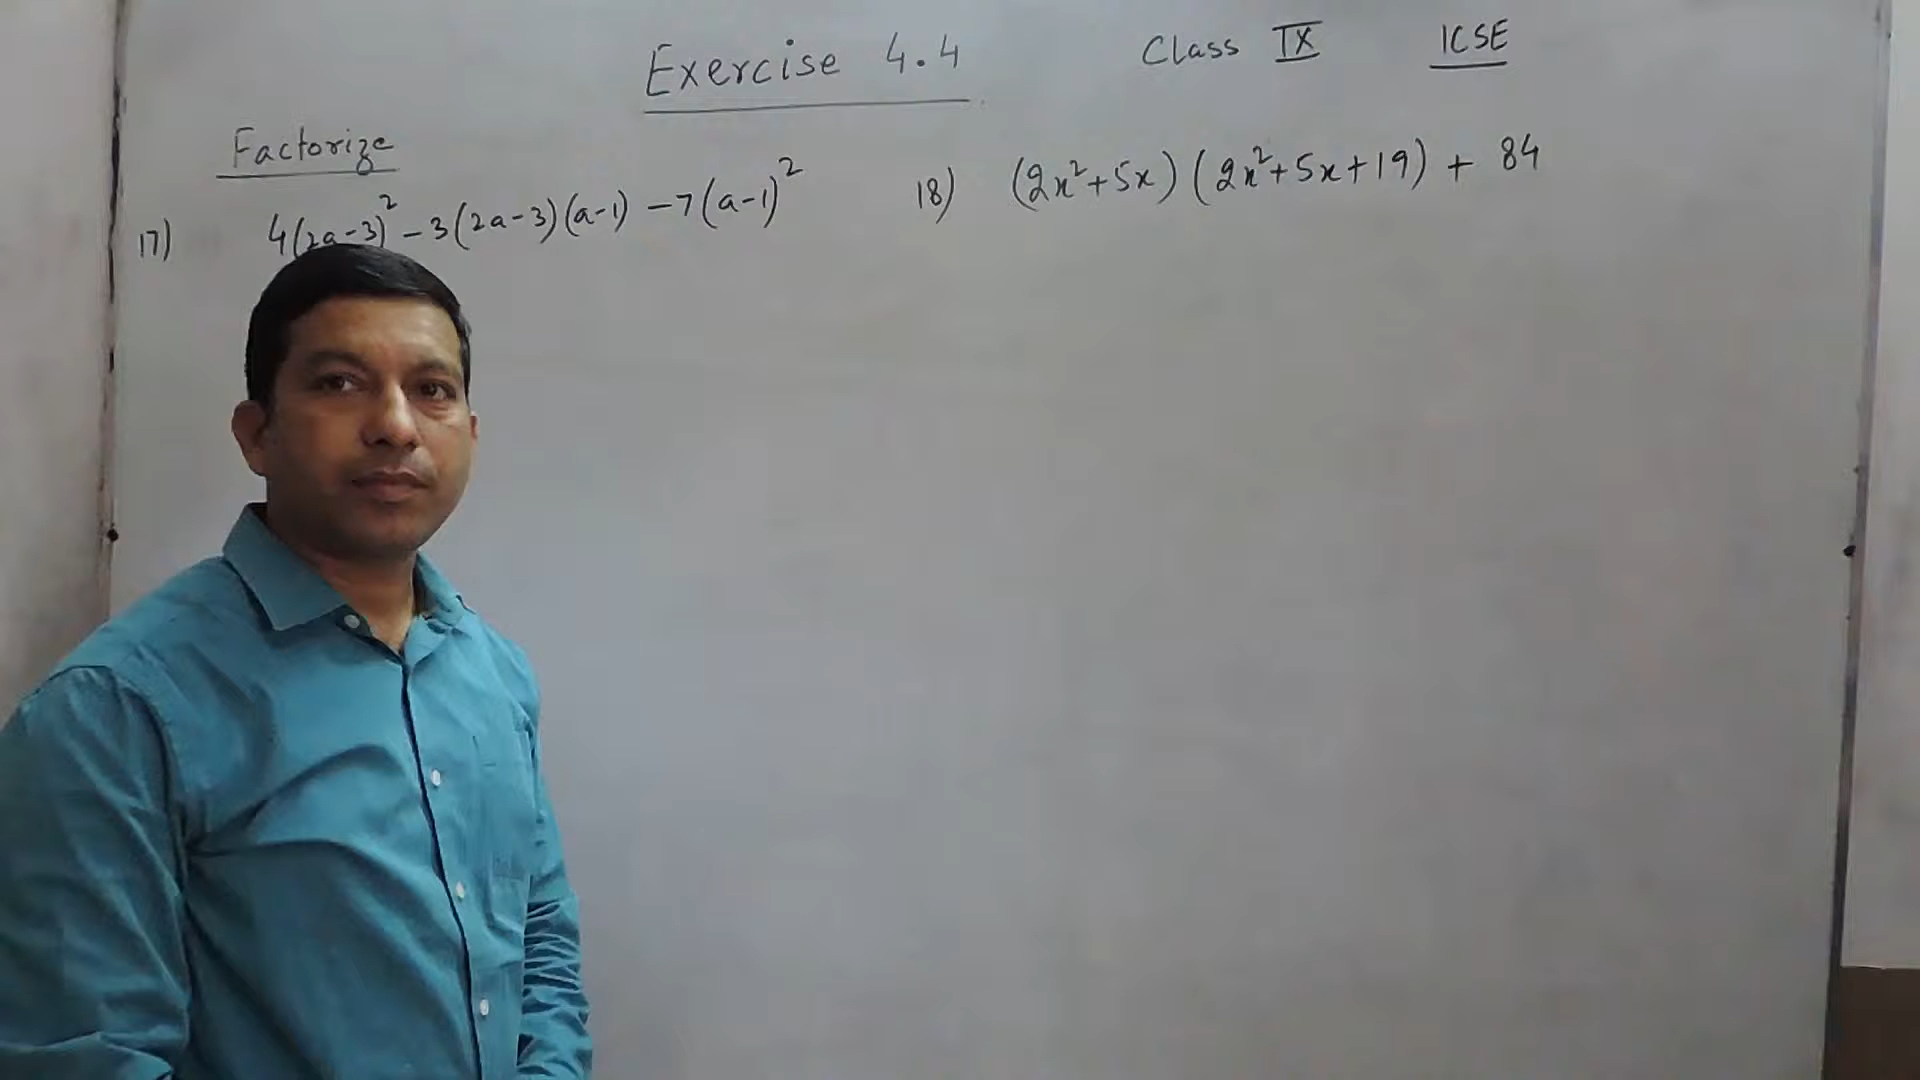 Exercise 4.4
Class IX ICSE
Factorize
17) 4(2a-3)² - 3(2a-3)(a-1) - 7(a-1)²
18) (2x²+5x)(2x²+5x+19) + 84